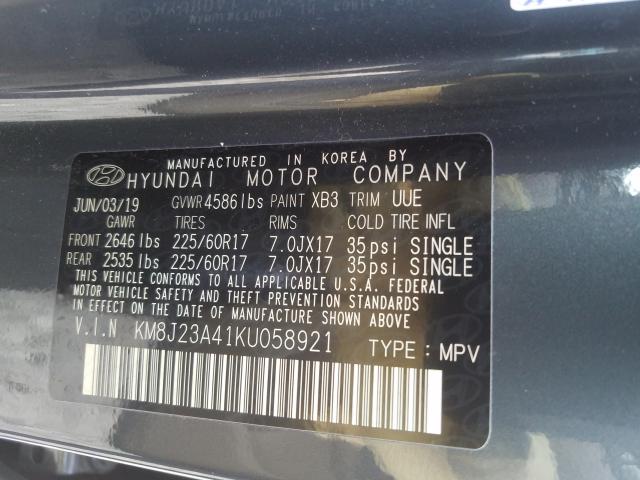 MANUFACTURED IN KOREA BY
HYUNDAI MOTOR COMPANY
JUN/03/19 GVWR 4586 lbs PAINT XB3 TRIM UUE
GAWR TIRES RIMS COLD TIRE INFL
FRONT 2646 lbs 225/60R17 7.0JX17 35psi SINGLE
REAR 2535 lbs 225/60R17 7.0JX17 35psi SINGLE
THIS VEHICLE CONFORMS TO ALL APPLICABLE U.S.A. FEDERAL
MOTOR VEHICLE SAFETY AND THEFT PREVENTION STANDARDS
IN EFFECT ON THE DATE OF MANUFACTURE SHOWN ABOVE.
V.I.N KM8J23A41KU058921 TYPE : MPV